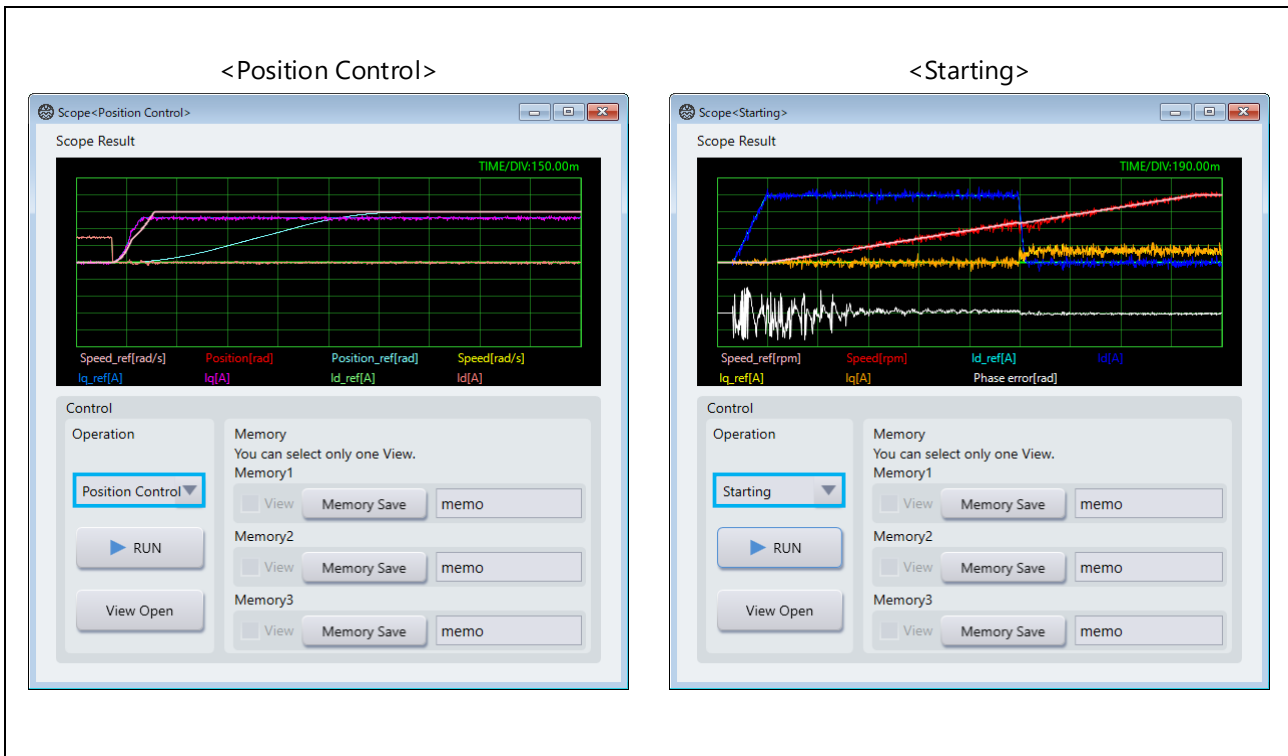 <Position Control>
Scope<Position Control>
Scope Result
TIME/DIV:150.00m
Speed_ref[rad/s] Position[rad] Position_ref[rad] Speed[rad/s]
Iq_ref[A] Iq[A] Id_ref[A] Id[A]
Control
Operation
Position Control
RUN
View Open
Memory
You can select only one View.
Memory1
View Memory Save memo
Memory2
View Memory Save memo
Memory3
View Memory Save memo
<Starting>
Scope<Starting>
Scope Result
TIME/DIV:190.00m
Speed_ref[rpm] Speed[rpm] Id_ref[A] Id[A]
Iq_ref[A] Iq[A] Phase error[rad]
Control
Operation
Starting
RUN
View Open
Memory
You can select only one View.
Memory1
View Memory Save memo
Memory2
View Memory Save memo
Memory3
View Memory Save memo